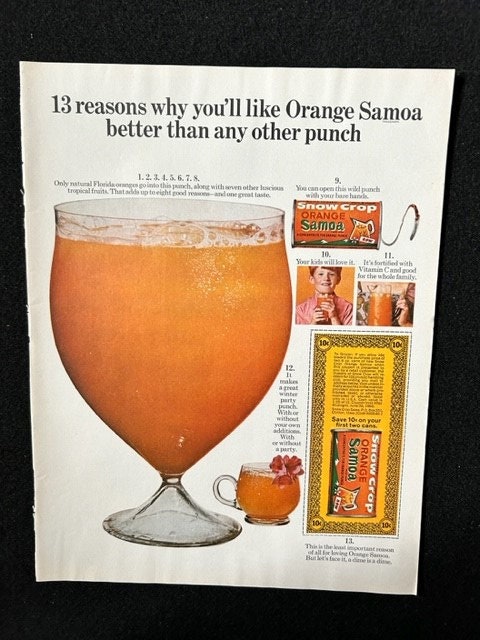 13 reasons why you'll like Orange Samoa
better than any other punch
1. 2. 3. 4. 5. 6. 7. 8.
Only natural Florida oranges go into this punch, along with seven other luscious
tropical fruits. That adds up to eight good reasons—and one great taste.
9.
You can open this wild punch
with your bare hands.
Snow Crop
ORANGE
Samoa
10.
Your kids will love it.
11.
It's fortified with
Vitamin C and good
for the whole family.
12.
It
makes
a great
winter
party
punch.
With or
without
your own
additions.
With
or without
a party.
10¢
10¢
Save 10¢ on your
first two cans.
Snow Crop
ORANGE
Samoa
10¢
10¢
13.
This is the least important reason
of all for loving Orange Samoa.
But let's face it, a dime is a dime.